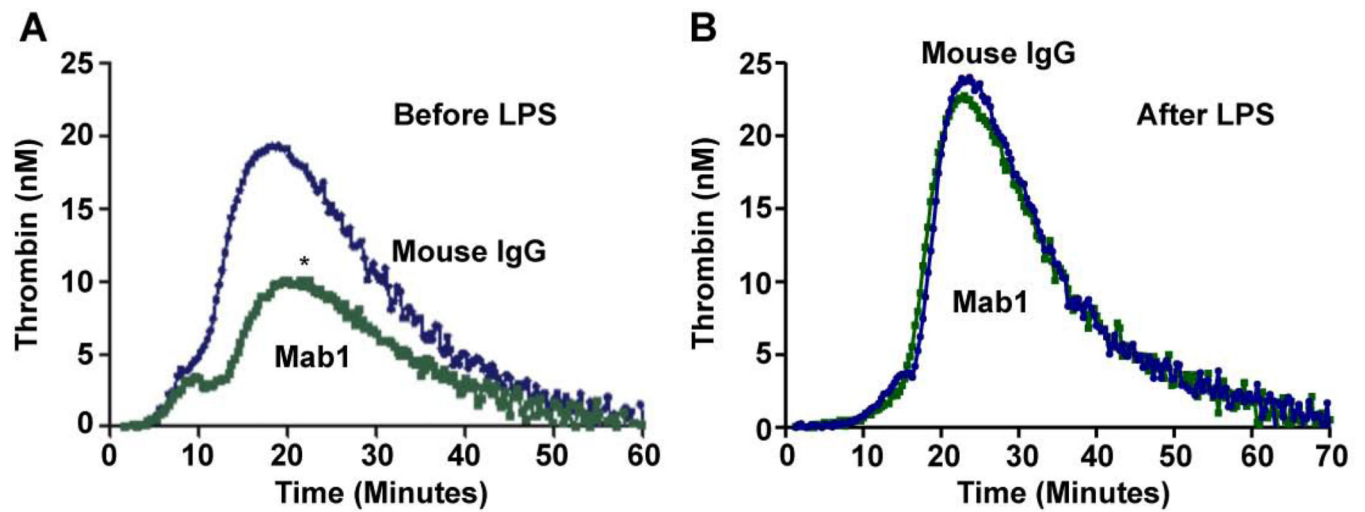 A
25
20
15
10
5
0
Thrombin (nM)
Before LPS
Mouse IgG
*
Mab1
0 10 20 30 40 50 60
Time (Minutes)
B
25
20
15
10
5
0
Thrombin (nM)
Mouse IgG
After LPS
Mab1
0 10 20 30 40 50 60 70
Time (Minutes)